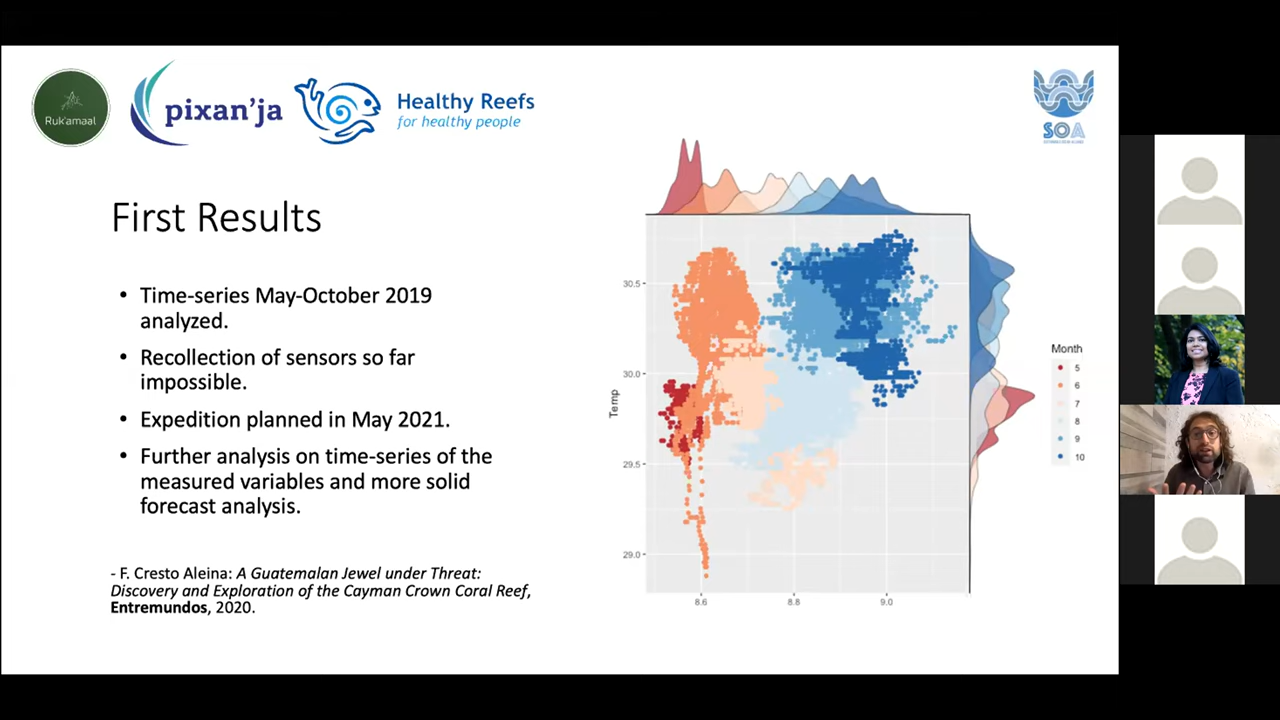 Ruk'amaal
pixan'ja
Healthy Reefs
for healthy people
SOA
First Results
• Time-series May-October 2019
analyzed.
• Recollection of sensors so far
impossible.
• Expedition planned in May 2021.
• Further analysis on time-series of the
measured variables and more solid
forecast analysis.
- F. Cresto Aleina: A Guatemalan Jewel under Threat:
Discovery and Exploration of the Cayman Crown Coral Reef,
Entremundos, 2020.
Temp
30.5
30.0
29.5
29.0
8.6
8.8
9.0
Month
5
6
7
8
9
10